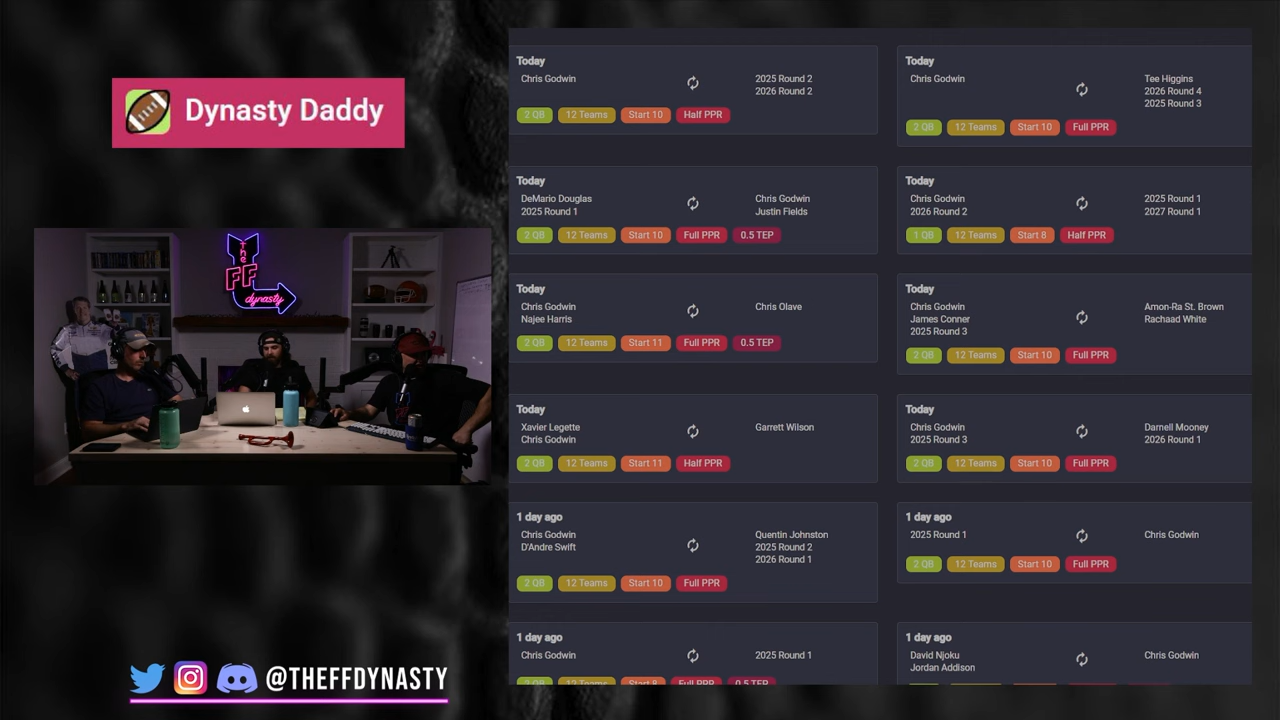 Dynasty Daddy
The
FF
dynasty
@THEFFDYNASTY
Today
Chris Godwin
2025 Round 2
2026 Round 2
2 QB 12 Teams Start 10 Half PPR
Today
Chris Godwin
Tee Higgins
2026 Round 4
2025 Round 3
2 QB 12 Teams Start 10 Full PPR
Today
DeMario Douglas
2025 Round 1
Chris Godwin
Justin Fields
2 QB 12 Teams Start 10 Full PPR 0.5 TEP
Today
Chris Godwin
2026 Round 2
2025 Round 1
2027 Round 1
1 QB 12 Teams Start 8 Half PPR
Today
Chris Godwin
Najee Harris
Chris Olave
2 QB 12 Teams Start 11 Full PPR 0.5 TEP
Today
Chris Godwin
James Conner
2025 Round 3
Amon-Ra St. Brown
Rachaad White
2 QB 12 Teams Start 10 Full PPR
Today
Xavier Legette
Chris Godwin
Garrett Wilson
2 QB 12 Teams Start 11 Half PPR
Today
Chris Godwin
2025 Round 3
Darnell Mooney
2026 Round 1
2 QB 12 Teams Start 10 Full PPR
1 day ago
Chris Godwin
D'Andre Swift
Quentin Johnston
2025 Round 2
2026 Round 1
2 QB 12 Teams Start 10 Full PPR
1 day ago
2025 Round 1
Chris Godwin
2 QB 12 Teams Start 10 Full PPR
1 day ago
Chris Godwin
2025 Round 1
2 QB 12 Teams Start 8 Full PPR 0.5 TEP
1 day ago
David Njoku
Jordan Addison
Chris Godwin